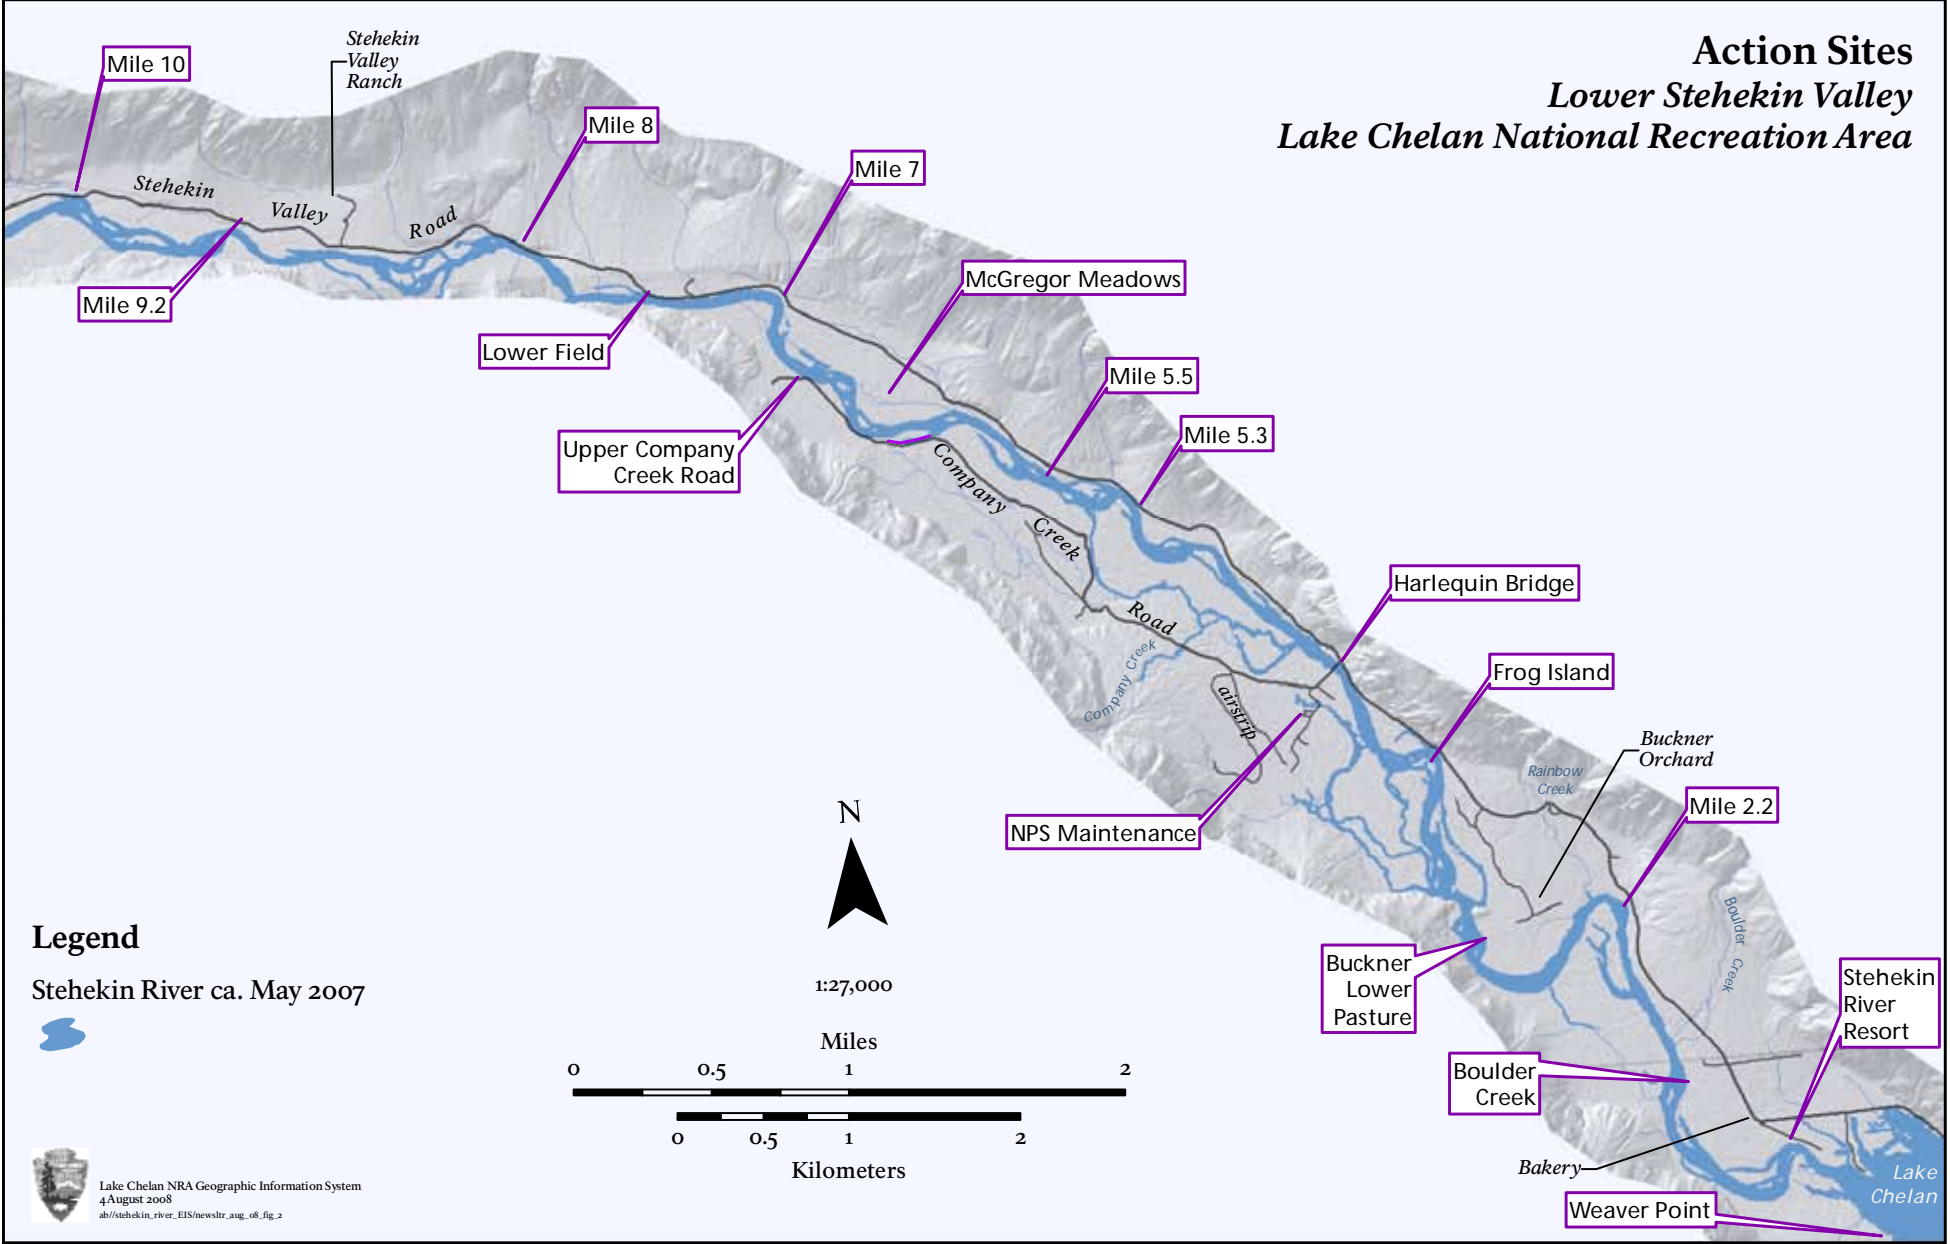 Action Sites
Lower Stehekin Valley
Lake Chelan National Recreation Area
Mile 10
Stehekin
Valley
Ranch
Mile 8
Mile 7
Stehekin
Valley
Road
Mile 9.2
McGregor Meadows
Lower Field
Mile 5.5
Mile 5.3
Upper Company
Creek Road
Company
Creek
Road
Harlequin Bridge
Company Creek
Frog Island
airstrip
Buckner
Orchard
Rainbow
Creek
Mile 2.2
NPS Maintenance
N
Boulder Creek
Legend
Stehekin River ca. May 2007
Buckner
Lower
Pasture
Stehekin
River
Resort
1:27,000
Miles
0 0.5 1 2
0 0.5 1 2
Kilometers
Boulder
Creek
Bakery
Lake
Chelan
Weaver Point
Lake Chelan NRA Geographic Information System
4 August 2008
ab//stehekin_river_EIS/newsltr_aug_08_fig_2